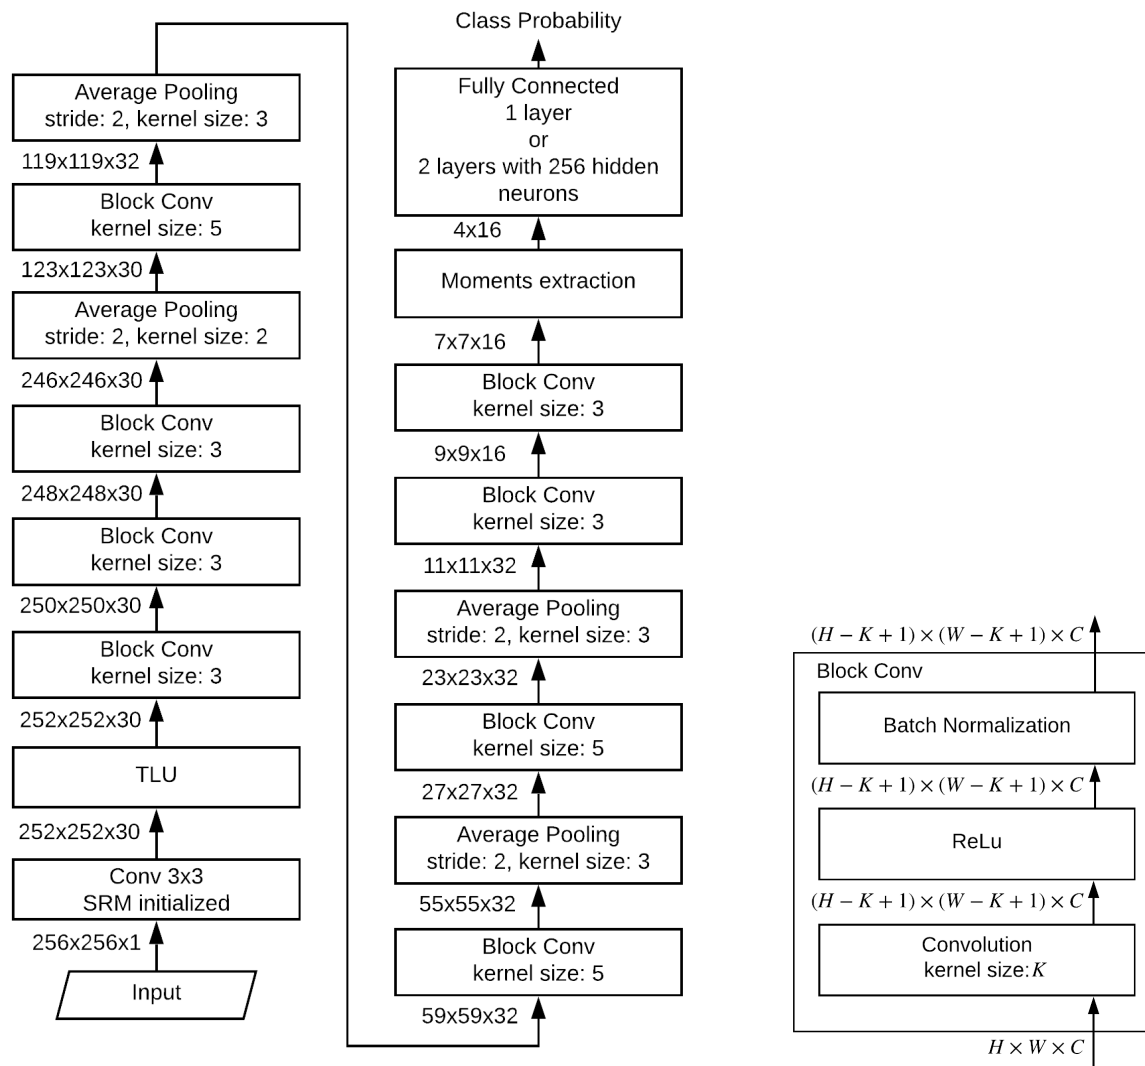 Class Probability
Average Pooling
stride: 2, kernel size: 3
119x119x32
Block Conv
kernel size: 5
123x123x30
Average Pooling
stride: 2, kernel size: 2
246x246x30
Block Conv
kernel size: 3
248x248x30
Block Conv
kernel size: 3
250x250x30
Block Conv
kernel size: 3
252x252x30
TLU
252x252x30
Conv 3x3
SRM initialized
256x256x1
Input
Fully Connected
1 layer
or
2 layers with 256 hidden
neurons
4x16
Moments extraction
7x7x16
Block Conv
kernel size: 3
9x9x16
Block Conv
kernel size: 3
11x11x32
Average Pooling
stride: 2, kernel size: 3
23x23x32
Block Conv
kernel size: 5
27x27x32
Average Pooling
stride: 2, kernel size: 3
55x55x32
Block Conv
kernel size: 5
59x59x32
(H − K + 1) × (W − K + 1) × C
Block Conv
Batch Normalization
(H − K + 1) × (W − K + 1) × C
ReLu
(H − K + 1) × (W − K + 1) × C
Convolution
kernel size: K
H × W × C